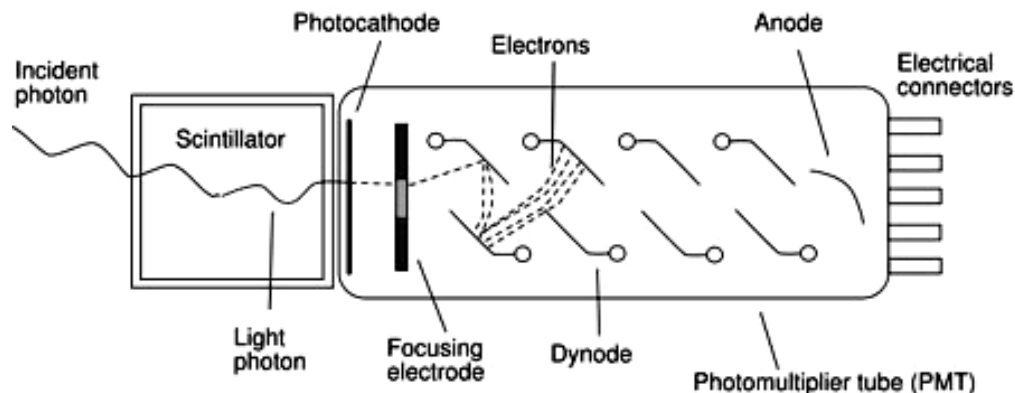 Photocathode
Electrons
Anode
Incident
photon
Electrical
connectors
Scintillator
Light
photon
Focusing
electrode
Dynode
Photomultiplier tube (PMT)